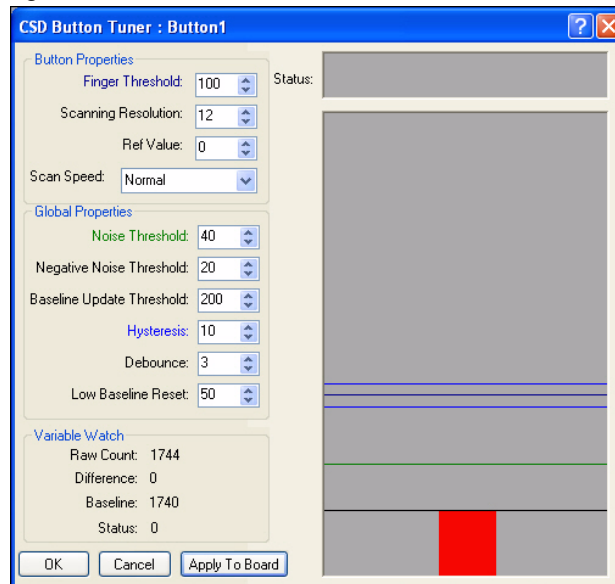 CSD Button Tuner : Button1
Button Properties
Finger Threshold: 100
Scanning Resolution: 12
Ref Value: 0
Scan Speed: Normal
Global Properties
Noise Threshold: 40
Negative Noise Threshold: 20
Baseline Update Threshold: 200
Hysteresis: 10
Debounce: 3
Low Baseline Reset: 50
Variable Watch
Raw Count: 1744
Difference: 0
Baseline: 1740
Status: 0
OK Cancel Apply To Board
Status: